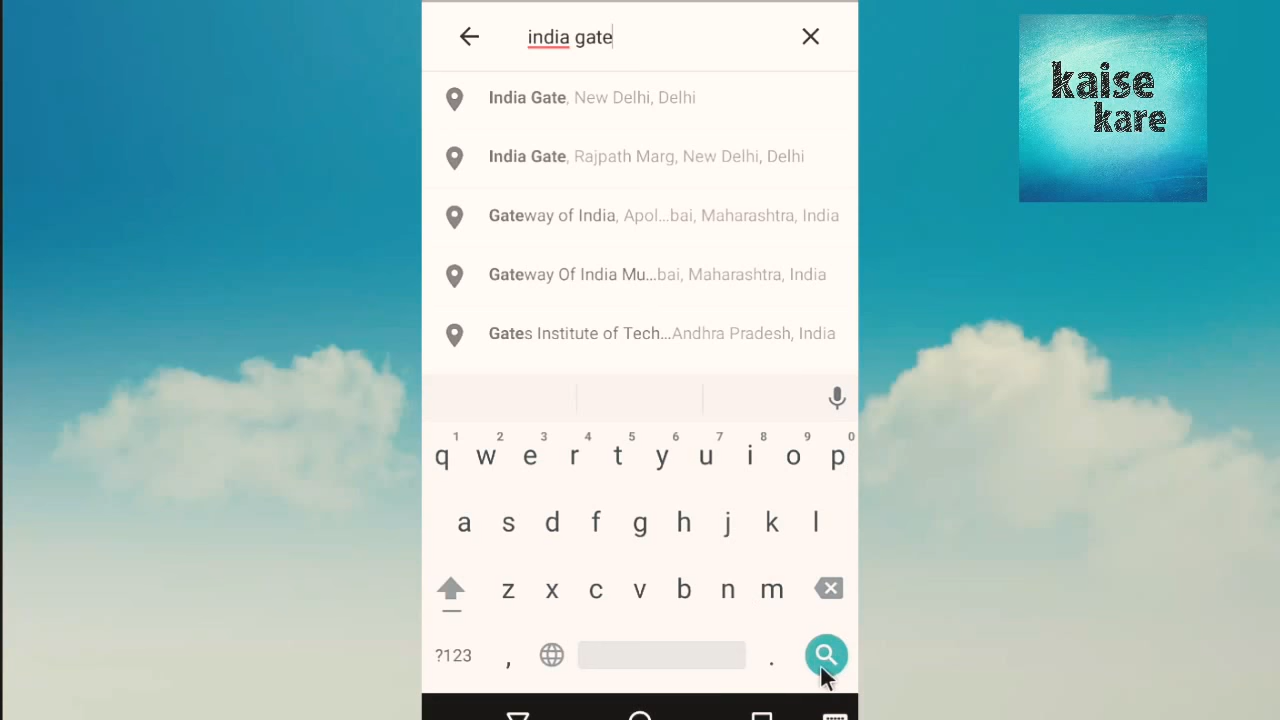 india gate
India Gate, New Delhi, Delhi
India Gate, Rajpath Marg, New Delhi, Delhi
Gateway of India, Apol...bai, Maharashtra, India
Gateway Of India Mu...bai, Maharashtra, India
Gates Institute of Tech...Andhra Pradesh, India
1 2 3 4 5 6 7 8 9 0
q w e r t y u i o p
a s d f g h j k l
z x c v b n m
?123 , .
kaise
kare